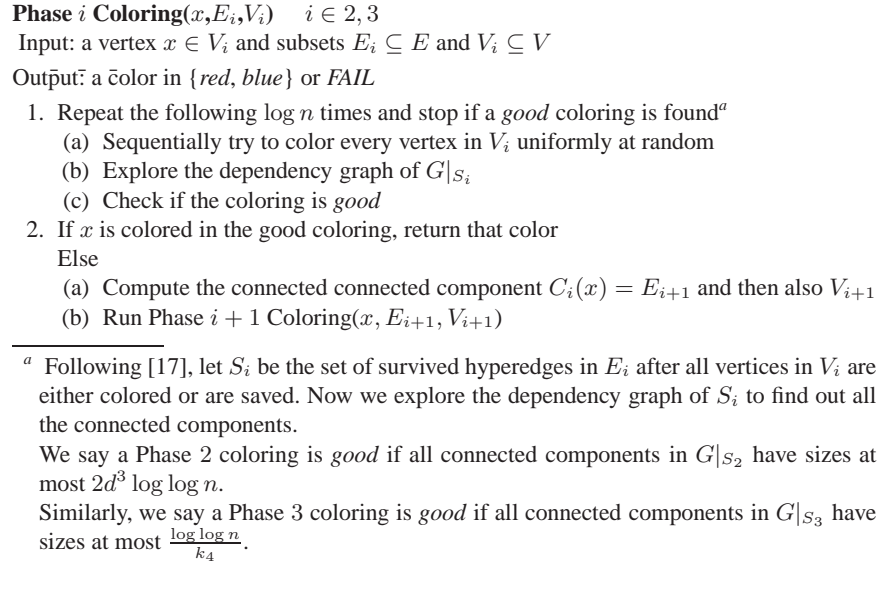 Phase i Coloring(x,E_i,V_i) i ∈ 2, 3
Input: a vertex x ∈ V_i and subsets E_i ⊆ E and V_i ⊆ V
Output: a color in {red, blue} or FAIL
1. Repeat the following log n times and stop if a good coloring is found^a
(a) Sequentially try to color every vertex in V_i uniformly at random
(b) Explore the dependency graph of G|_{S_i}
(c) Check if the coloring is good
2. If x is colored in the good coloring, return that color
Else
(a) Compute the connected connected component C_i(x) = E_{i+1} and then also V_{i+1}
(b) Run Phase i + 1 Coloring(x, E_{i+1}, V_{i+1})
^a Following [17], let S_i be the set of survived hyperedges in E_i after all vertices in V_i are
either colored or are saved. Now we explore the dependency graph of S_i to find out all
the connected components.
We say a Phase 2 coloring is good if all connected components in G|_{S_2} have sizes at
most 2d^3 log log n.
Similarly, we say a Phase 3 coloring is good if all connected components in G|_{S_3} have
sizes at most \frac{log log n}{k_4}.